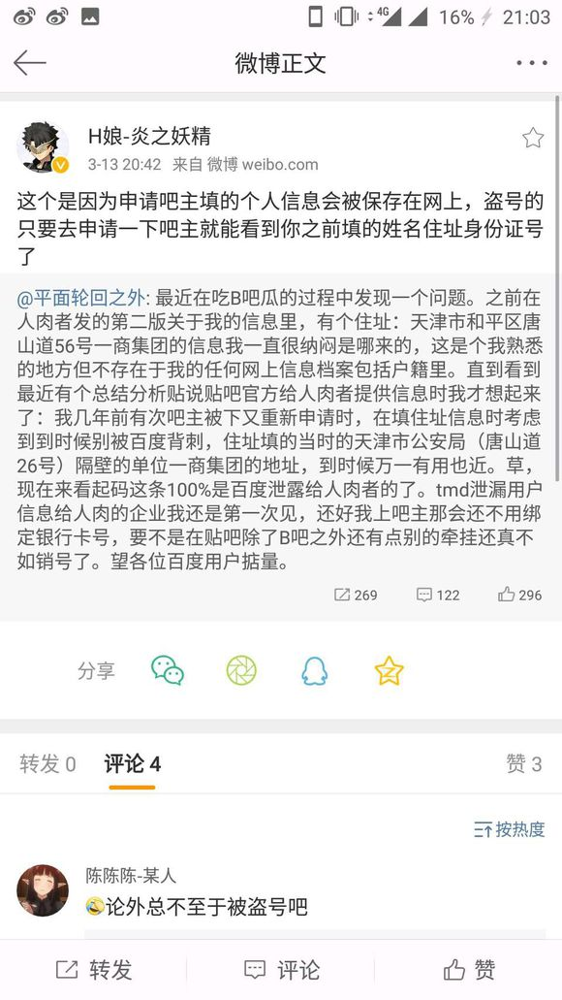 4G 16% 21:03
微博正文
H娘-炎之妖精
3-13 20:42 来自 微博 weibo.com
这个是因为申请吧主填的个人信息会被保存在网上，盗号的
只要去申请一下吧主就能看到你之前填的姓名住址身份证号
了
@平面轮回之外: 最近在吃B吧瓜的过程中发现一个问题。之前在
人肉者发的第二版关于我的信息里，有个住址：天津市和平区唐
山道56号一商集团的信息我一直很纳闷是哪来的，这是个我熟悉
的地方但不存在于我的任何网上信息档案包括户籍里。直到看到
最近有个总结分析贴说贴吧官方给人肉者提供信息时我才想起来
了：我几年前有次吧主被下又重新申请时，在填住址信息时考虑
到到时候别被百度背刺，住址填的当时的天津市公安局（唐山道
26号）隔壁的单位一商集团的地址，到时候万一有用也近。草，
现在来看起码这条100%是百度泄露给人肉者的了。tmd泄漏用户
信息给人肉的企业我还是第一次见，还好我上吧主那会还不用绑
定银行卡号，要不是在贴吧除了B吧之外还有点别的牵挂还真不
如销号了。望各位百度用户掂量。
269 122 296
分享
转发 0 评论 4 赞 3
按热度
陈陈陈-某人
🤣论外总不至于被盗号吧
转发 评论 赞